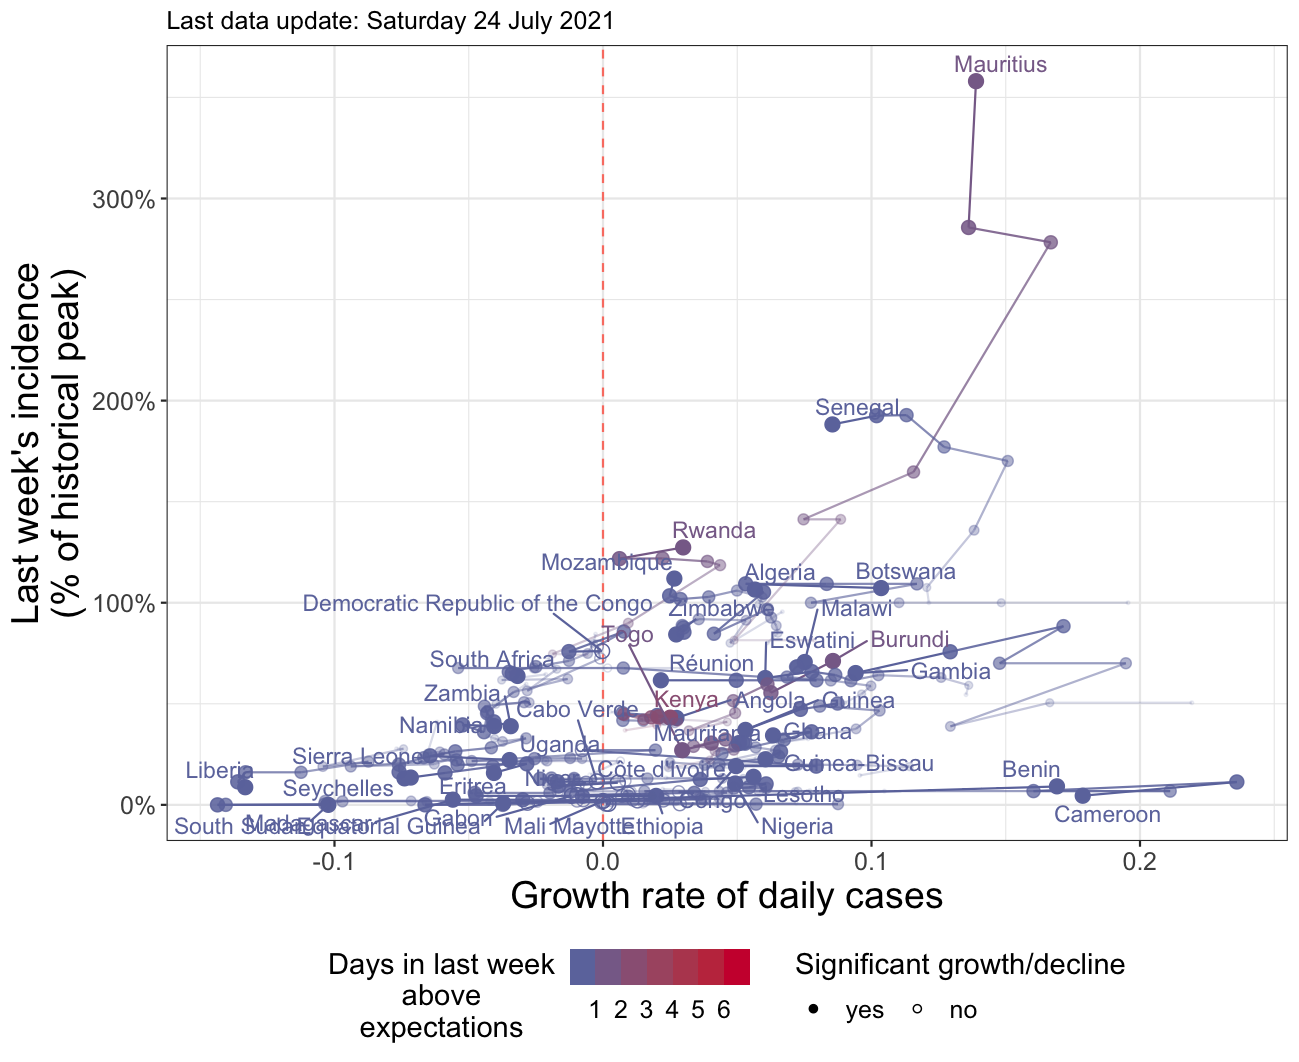 Last data update: Saturday 24 July 2021
Last week's incidence
(% of historical peak)
300%
200%
100%
0%
Mauritius
Senegal
Rwanda
Mozambique
Algeria
Botswana
Democratic Republic of the Congo
Zimbabwe
Malawi
Togo
Eswatini
Burundi
South Africa
Réunion
Gambia
Zambia
Kenya
Angola
Guinea
Cabo Verde
Namibia
Mauritania
Ghana
Uganda
Sierra Leone
Liberia
Côte d'Ivoire
Guinea-Bissau
Benin
Seychelles
Eritrea
Niger
Congo
Lesotho
Cameroon
South Sudan
Madagascar
Equatorial Guinea
Gabon
Mali
Mayotte
Ethiopia
Nigeria
-0.1
0.0
0.1
0.2
Growth rate of daily cases
Days in last week
above
expectations
1 2 3 4 5 6
Significant growth/decline
yes
no